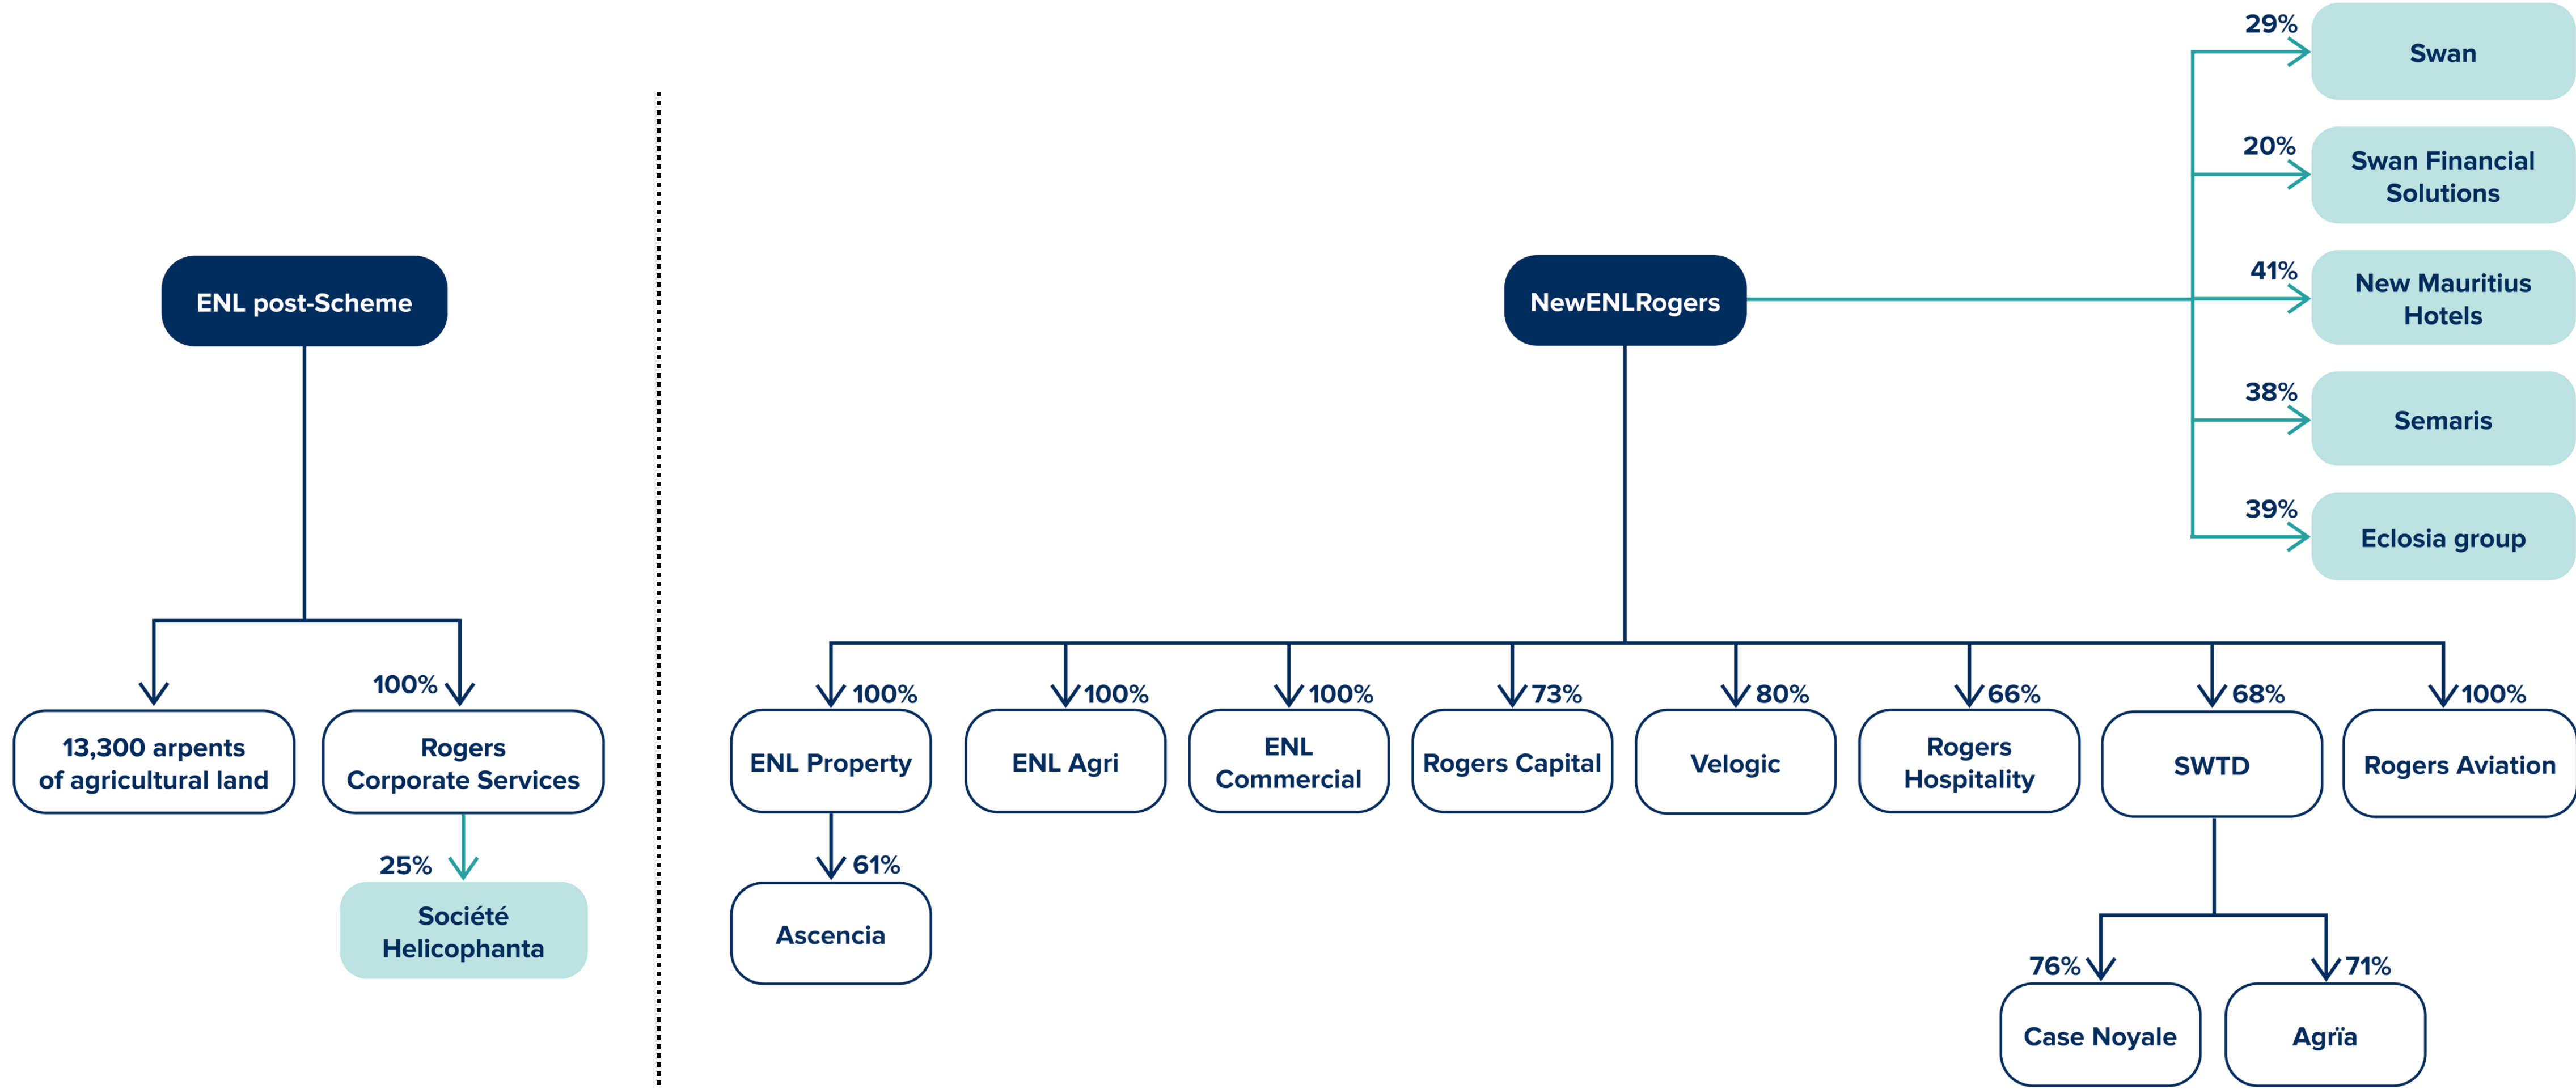 29%
Swan
20%
Swan Financial
Solutions
ENL post-Scheme
NewENLRogers
41%
New Mauritius
Hotels
38%
Semaris
39%
Eclosia group
100%
13,300 arpents
of agricultural land
Rogers
Corporate Services
25%
Société
Helicophanta
100%
100%
100%
73%
80%
66%
68%
100%
ENL Property
ENL Agri
ENL
Commercial
Rogers Capital
Velogic
Rogers
Hospitality
SWTD
Rogers Aviation
61%
Ascencia
76%
71%
Case Noyale
Agrïa